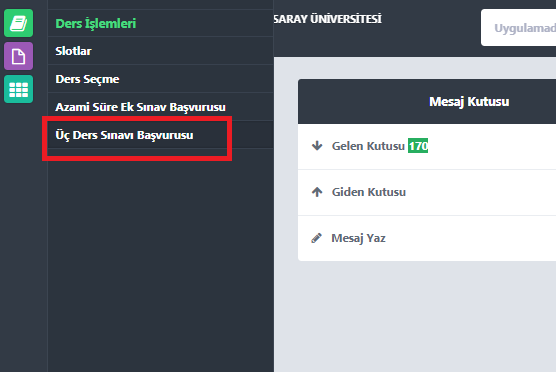 Ders İşlemleri
Slotlar
Ders Seçme
Azami Süre Ek Sınav Başvurusu
Üç Ders Sınavı Başvurusu
SARAY ÜNİVERSİTESİ
Uygulamad
Mesaj Kutusu
Gelen Kutusu 170
Giden Kutusu
Mesaj Yaz